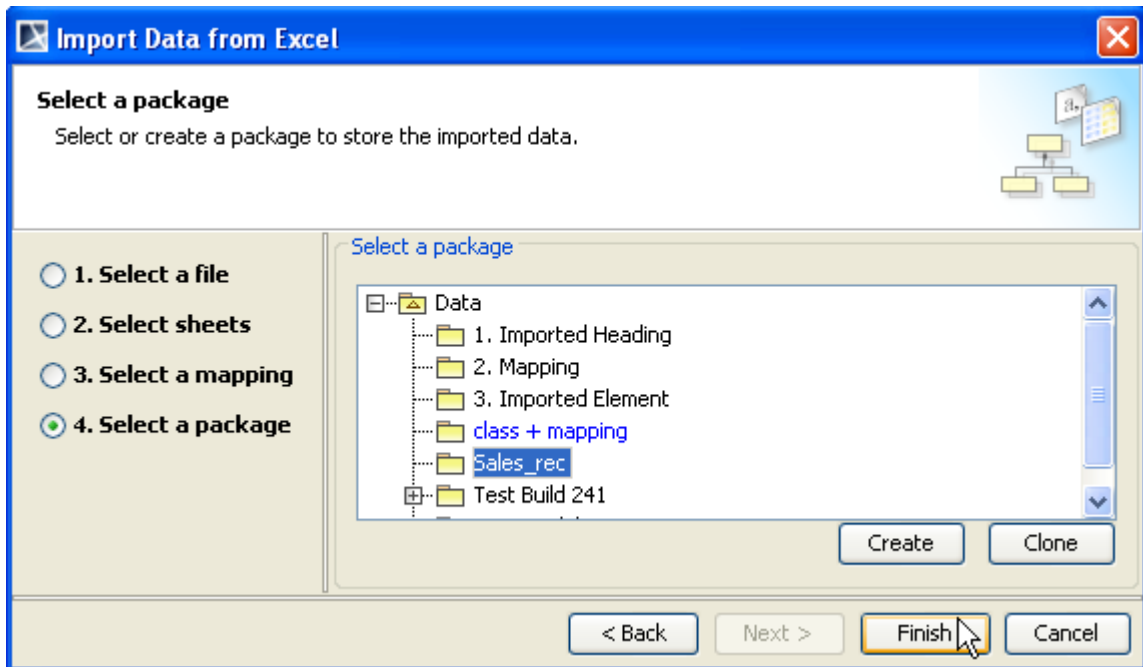 Import Data from Excel
Select a package
Select or create a package to store the imported data.
1. Select a file
2. Select sheets
3. Select a mapping
4. Select a package
Select a package
Data
1. Imported Heading
2. Mapping
3. Imported Element
class + mapping
Sales_rec
Test Build 241
Create
Clone
< Back
Next >
Finish
Cancel